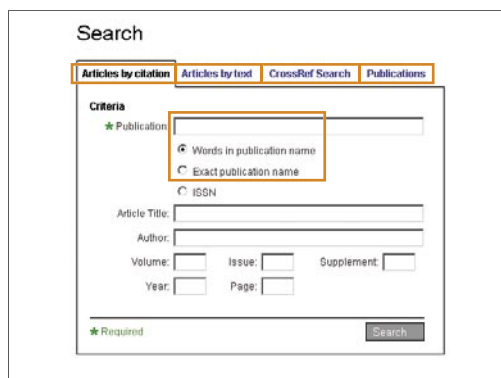 Search
Articles by citation Articles by text CrossRef Search Publications
Criteria
* Publication:
Words in publication name
Exact publication name
ISSN
Article Title:
Author:
Volume: Issue: Supplement:
Year: Page:
* Required Search